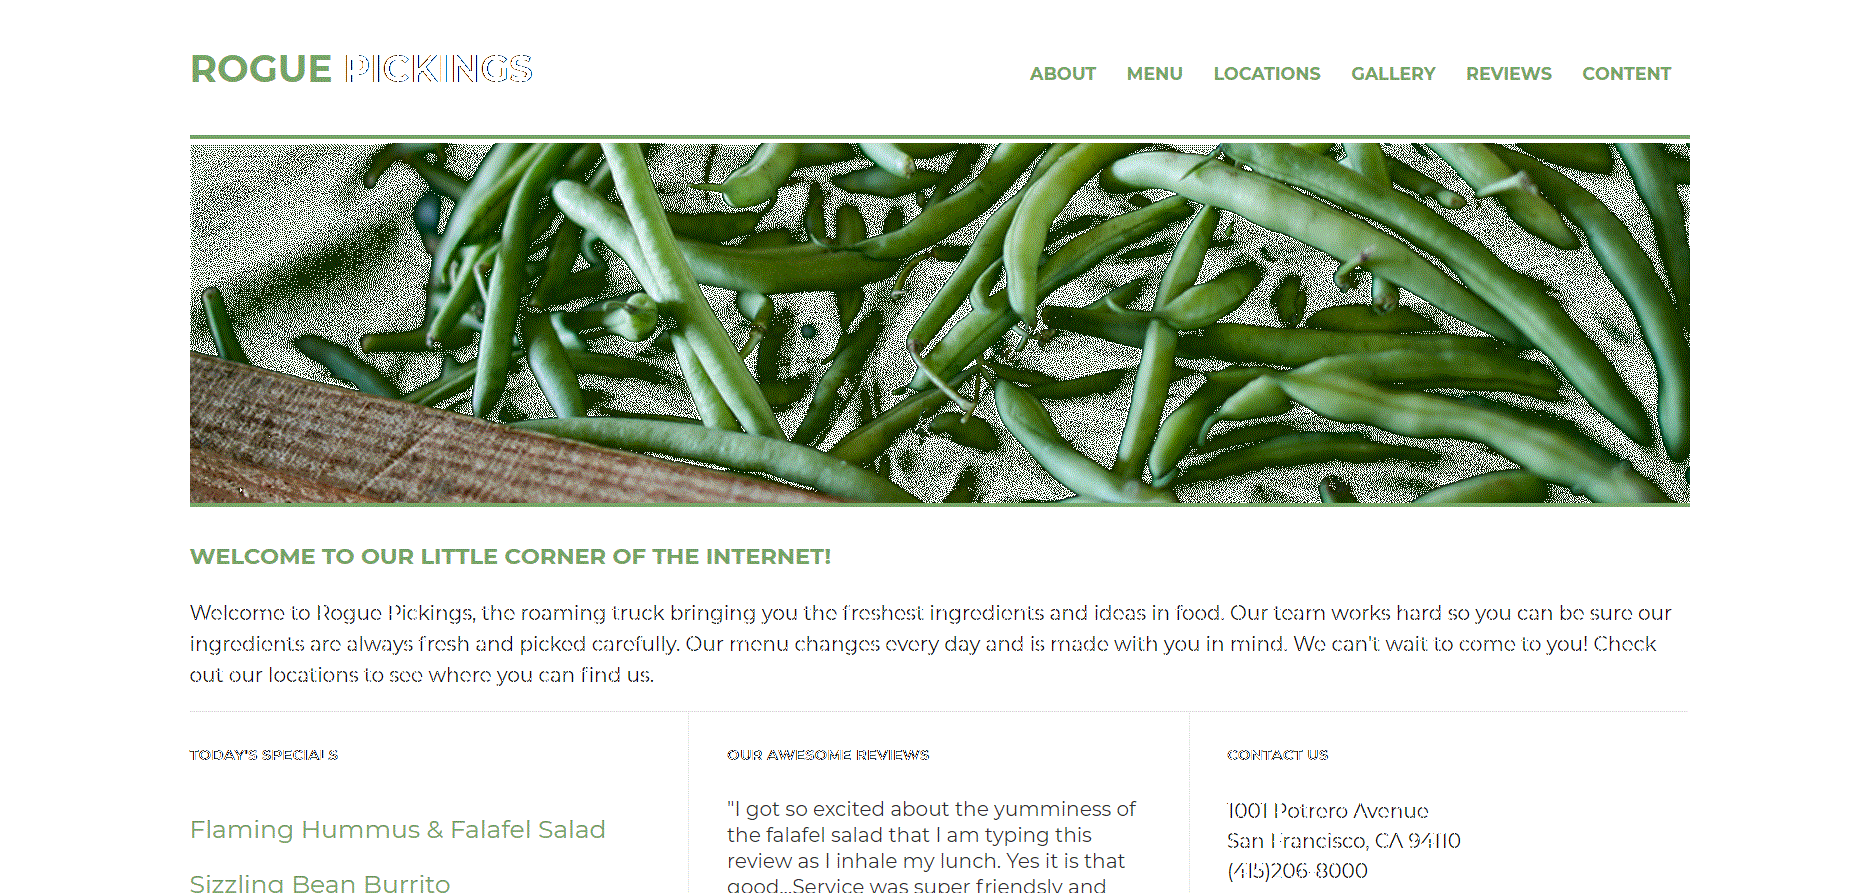 ROGUE PICKINGS
ABOUT MENU LOCATIONS GALLERY REVIEWS CONTENT
WELCOME TO OUR LITTLE CORNER OF THE INTERNET!
Welcome to Rogue Pickings, the roaming truck bringing you the freshest ingredients and ideas in food. Our team works hard so you can be sure our
ingredients are always fresh and picked carefully. Our menu changes every day and is made with you in mind. We can't wait to come to you! Check
out our locations to see where you can find us.
TODAY'S SPECIALS
Flaming Hummus & Falafel Salad
Sizzling Bean Burrito
OUR AWESOME REVIEWS
"I got so excited about the yumminess of
the falafel salad that I am typing this
review as I inhale my lunch. Yes it is that
good...Service was super friendsly and
CONTACT US
1001 Potrero Avenue
San Francisco, CA 94110
(415)206-8000